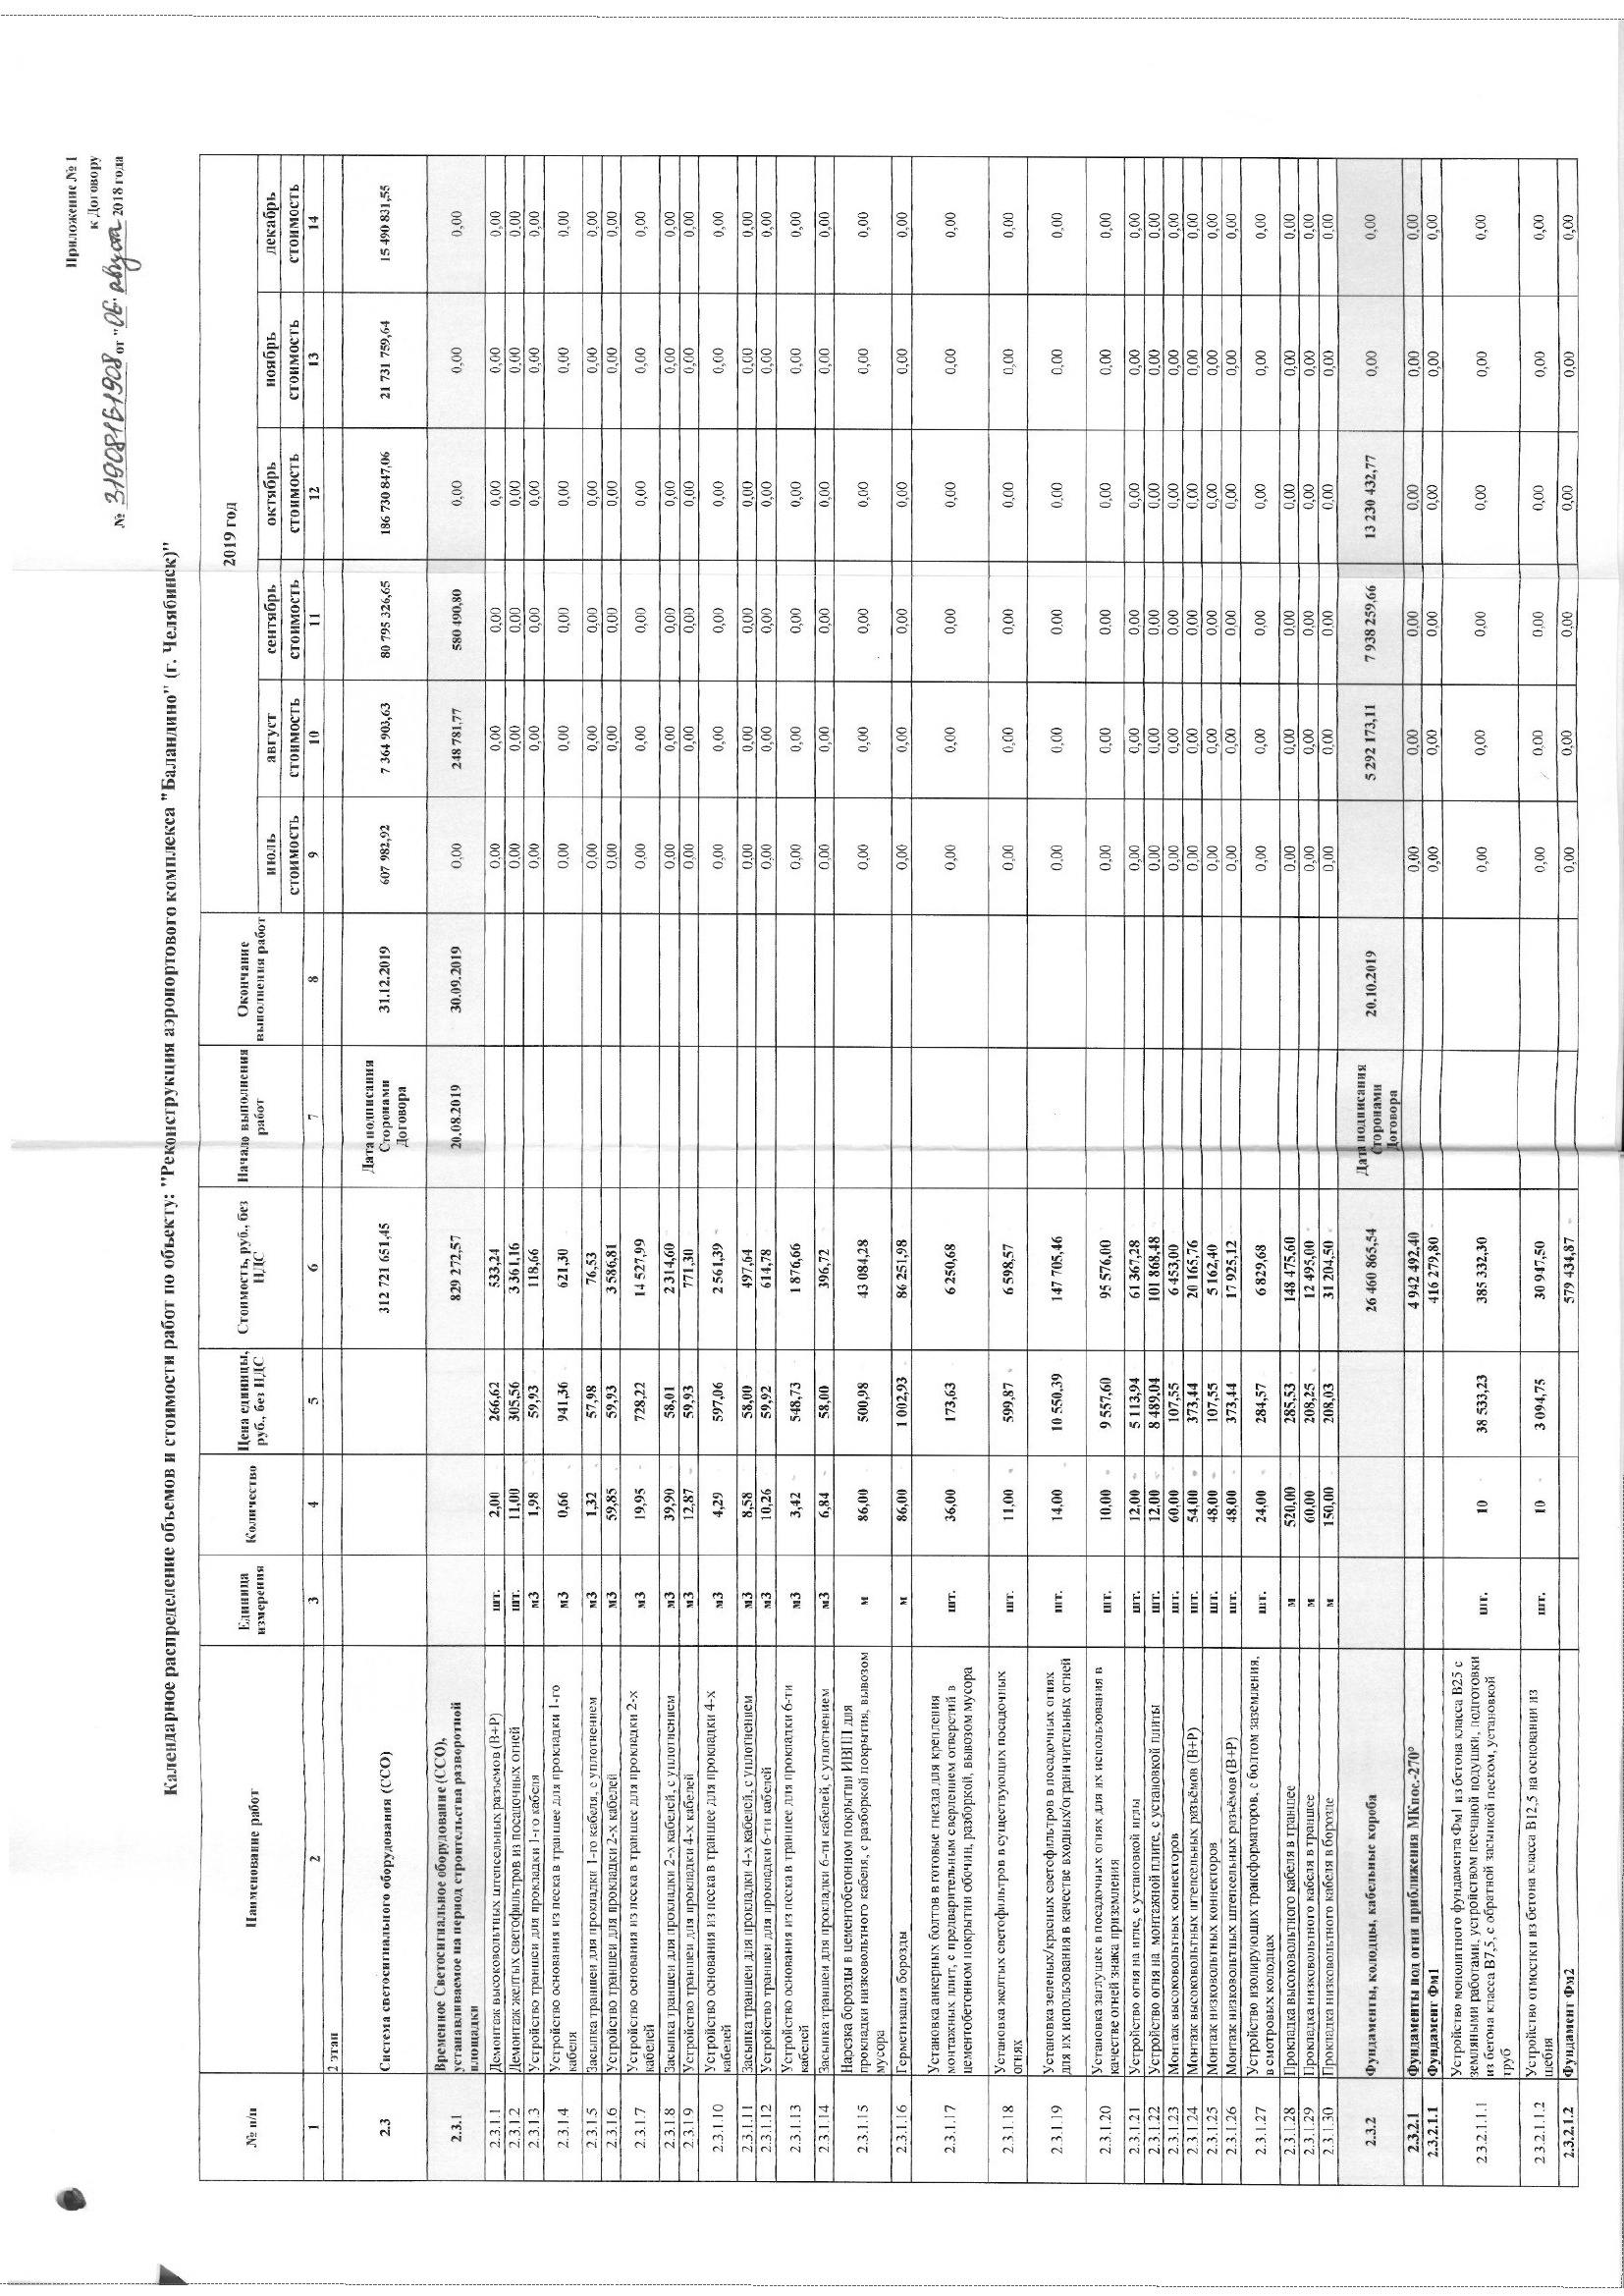 Приложение № 1
к Договору
№ 31908161908 от "06" августа 2018 года
Календарное распределение объемов и стоимости работ по объекту: "Реконструкция аэропортового комплекса "Баландино" (г. Челябинск)"
№ п/п | Наименование работ | Единица измерения | Количество | Цена единицы, руб., без НДС | Стоимость, руб., без НДС | Начало выполнения работ | Окончание выполнения работ | 2019 год
июль стоимость | август стоимость | сентябрь стоимость | октябрь стоимость | ноябрь стоимость | декабрь стоимость
1 | 2 | 3 | 4 | 5 | 6 | 7 | 8 | 9 | 10 | 11 | 12 | 13 | 14
2 этап
2.3 | Система светосигнального оборудования (ССО) | 312 721 651,45 | Дата подписания Сторонами Договора | 31.12.2019 | 607 982,92 | 7 364 903,63 | 80 795 326,65 | 186 730 847,06 | 21 731 759,64 | 15 490 831,55
2.3.1 | Временное Светосигнальное оборудование (ССО), устанавливаемое на период строительства разворотной площадки | 829 272,57 | 20.08.2019 | 30.09.2019 | 0,00 | 248 781,77 | 580 490,80 | 0,00 | 0,00 | 0,00
2.3.1.1 | Демонтаж высоковольтных штепсельных разъемов (В+Р) | шт. | 2,00 | 266,62 | 533,24 | 0,00 | 0,00 | 0,00 | 0,00 | 0,00 | 0,00
2.3.1.2 | Демонтаж желтых светофильтров из посадочных огней | шт. | 11,00 | 305,56 | 3 361,16 | 0,00 | 0,00 | 0,00 | 0,00 | 0,00 | 0,00
2.3.1.3 | Устройство траншеи для прокладки 1-го кабеля | м3 | 1,98 | 59,93 | 118,66 | 0,00 | 0,00 | 0,00 | 0,00 | 0,00 | 0,00
2.3.1.4 | Устройство основания из песка в траншее для прокладки 1-го кабеля | м3 | 0,66 | 941,36 | 621,30 | 0,00 | 0,00 | 0,00 | 0,00 | 0,00 | 0,00
2.3.1.5 | Засыпка траншеи для прокладки 1-го кабеля, с уплотнением | м3 | 1,32 | 57,98 | 76,53 | 0,00 | 0,00 | 0,00 | 0,00 | 0,00 | 0,00
2.3.1.6 | Устройство траншеи для прокладки 2-х кабелей | м3 | 59,85 | 59,93 | 3 586,81 | 0,00 | 0,00 | 0,00 | 0,00 | 0,00 | 0,00
2.3.1.7 | Устройство основания из песка в траншее для прокладки 2-х кабелей | м3 | 19,95 | 728,22 | 14 527,99 | 0,00 | 0,00 | 0,00 | 0,00 | 0,00 | 0,00
2.3.1.8 | Засыпка траншеи для прокладки 2-х кабелей, с уплотнением | м3 | 39,90 | 58,01 | 2 314,60 | 0,00 | 0,00 | 0,00 | 0,00 | 0,00 | 0,00
2.3.1.9 | Устройство траншеи для прокладки 4-х кабелей | м3 | 12,87 | 59,93 | 771,30 | 0,00 | 0,00 | 0,00 | 0,00 | 0,00 | 0,00
2.3.1.10 | Устройство основания из песка в траншее для прокладки 4-х кабелей | м3 | 4,29 | 597,06 | 2 561,39 | 0,00 | 0,00 | 0,00 | 0,00 | 0,00 | 0,00
2.3.1.11 | Засыпка траншеи для прокладки 4-х кабелей, с уплотнением | м3 | 8,58 | 58,00 | 497,64 | 0,00 | 0,00 | 0,00 | 0,00 | 0,00 | 0,00
2.3.1.12 | Устройство траншеи для прокладки 6-ти кабелей | м3 | 10,26 | 59,92 | 614,78 | 0,00 | 0,00 | 0,00 | 0,00 | 0,00 | 0,00
2.3.1.13 | Устройство основания из песка в траншее для прокладки 6-ти кабелей | м3 | 3,42 | 548,73 | 1 876,66 | 0,00 | 0,00 | 0,00 | 0,00 | 0,00 | 0,00
2.3.1.14 | Засыпка траншеи для прокладки 6-ти кабелей, с уплотнением | м3 | 6,84 | 58,00 | 396,72 | 0,00 | 0,00 | 0,00 | 0,00 | 0,00 | 0,00
2.3.1.15 | Нарезка борозды в цементобетонном покрытии ИВПП для прокладки низковольтного кабеля, с разборкой покрытия, вывозом мусора | м | 86,00 | 500,98 | 43 084,28 | 0,00 | 0,00 | 0,00 | 0,00 | 0,00 | 0,00
2.3.1.16 | Герметизация борозды | м | 86,00 | 1 002,93 | 86 251,98 | 0,00 | 0,00 | 0,00 | 0,00 | 0,00 | 0,00
2.3.1.17 | Установка анкерных болтов в готовые гнезда для крепления монтажных плит, с предварительным сверлением отверстий в цементобетонном покрытии обочин, разборкой, вывозом мусора | шт. | 36,00 | 173,63 | 6 250,68 | 0,00 | 0,00 | 0,00 | 0,00 | 0,00 | 0,00
2.3.1.18 | Установка желтых светофильтров в существующих посадочных огнях | шт. | 11,00 | 599,87 | 6 598,57 | 0,00 | 0,00 | 0,00 | 0,00 | 0,00 | 0,00
2.3.1.19 | Установка зеленых/красных светофильтров в посадочных огнях для их использования в качестве входных/ограничительных огней | шт. | 14,00 | 10 550,39 | 147 705,46 | 0,00 | 0,00 | 0,00 | 0,00 | 0,00 | 0,00
2.3.1.20 | Установка заглушек в посадочных огнях для их использования в качестве огней знака приземления | шт. | 10,00 | 9 557,60 | 95 576,00 | 0,00 | 0,00 | 0,00 | 0,00 | 0,00 | 0,00
2.3.1.21 | Устройство огня на игле, с установкой иглы | шт. | 12,00 | 5 113,94 | 61 367,28 | 0,00 | 0,00 | 0,00 | 0,00 | 0,00 | 0,00
2.3.1.22 | Устройство огня на монтажной плите, с установкой плиты | шт. | 12,00 | 8 489,04 | 101 868,48 | 0,00 | 0,00 | 0,00 | 0,00 | 0,00 | 0,00
2.3.1.23 | Монтаж высоковольтных коннекторов | шт. | 60,00 | 107,55 | 6 453,00 | 0,00 | 0,00 | 0,00 | 0,00 | 0,00 | 0,00
2.3.1.24 | Монтаж высоковольтных штепсельных разъёмов (В+Р) | шт. | 54,00 | 373,44 | 20 165,76 | 0,00 | 0,00 | 0,00 | 0,00 | 0,00 | 0,00
2.3.1.25 | Монтаж низковольтных коннекторов | шт. | 48,00 | 107,55 | 5 162,40 | 0,00 | 0,00 | 0,00 | 0,00 | 0,00 | 0,00
2.3.1.26 | Монтаж низковольтных штепсельных разъёмов (В+Р) | шт. | 48,00 | 373,44 | 17 925,12 | 0,00 | 0,00 | 0,00 | 0,00 | 0,00 | 0,00
2.3.1.27 | Устройство изолирующих трансформаторов, с болтом заземления, в смотровых колодцах | шт. | 24,00 | 284,57 | 6 829,68 | 0,00 | 0,00 | 0,00 | 0,00 | 0,00 | 0,00
2.3.1.28 | Прокладка высоковольтного кабеля в траншее | м | 520,00 | 285,53 | 148 475,60 | 0,00 | 0,00 | 0,00 | 0,00 | 0,00 | 0,00
2.3.1.29 | Прокладка низковольтного кабеля в траншее | м | 60,00 | 208,25 | 12 495,00 | 0,00 | 0,00 | 0,00 | 0,00 | 0,00 | 0,00
2.3.1.30 | Прокладка низковольтного кабеля в борозде | м | 150,00 | 208,03 | 31 204,50 | 0,00 | 0,00 | 0,00 | 0,00 | 0,00 | 0,00
2.3.2 | Фундаменты, колодцы, кабельные короба | 26 460 865,54 | Дата подписания Сторонами Договора | 20.10.2019 | 5 292 173,11 | 7 938 259,66 | 13 230 432,77 | 0,00 | 0,00
2.3.2.1 | Фундаменты под огни приближения МКпос.-270° | 4 942 492,40 | 0,00 | 0,00 | 0,00 | 0,00 | 0,00 | 0,00
2.3.2.1.1 | Фундамент Фм1 | 416 279,80 | 0,00 | 0,00 | 0,00 | 0,00 | 0,00 | 0,00
2.3.2.1.1.1 | Устройство монолитного фундамента Фм1 из бетона класса В25 с земляными работами, устройством песчаной подушки, подготовки из бетона класса В7,5, с обратной засыпкой песком, установкой труб | шт. | 10 | 38 533,23 | 385 332,30 | 0,00 | 0,00 | 0,00 | 0,00 | 0,00 | 0,00
2.3.2.1.1.2 | Устройство отмостки из бетона класса В12,5 на основании из щебня | шт. | 10 | 3 094,75 | 30 947,50 | 0,00 | 0,00 | 0,00 | 0,00 | 0,00 | 0,00
2.3.2.1.2 | Фундамент Фм2 | 579 434,87 | 0,00 | 0,00 | 0,00 | 0,00 | 0,00 | 0,00